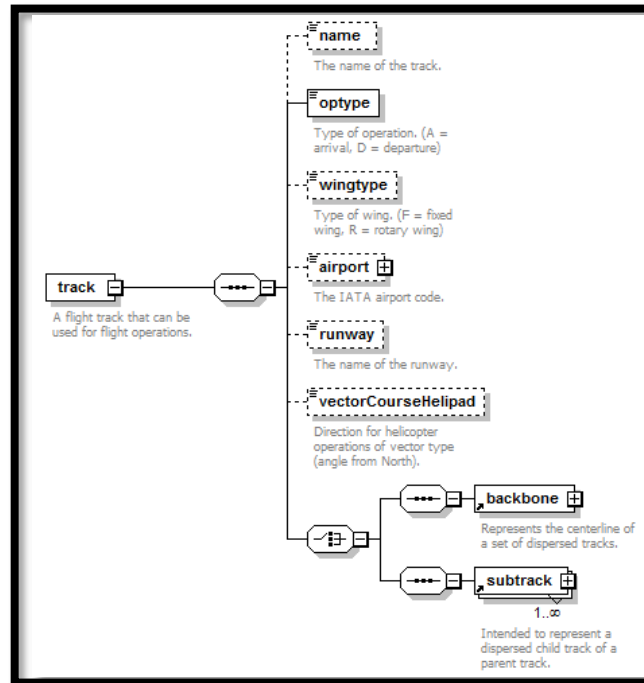 name
The name of the track.
optype
Type of operation. (A =
arrival, D = departure)
wingtype
Type of wing. (F = fixed
wing, R = rotary wing)
airport
The IATA airport code.
track
A flight track that can be
used for flight operations.
runway
The name of the runway.
vectorCourseHelipad
Direction for helicopter
operations of vector type
(angle from North).
backbone
Represents the centerline of
a set of dispersed tracks.
subtrack
1..∞
Intended to represent a
dispersed child track of a
parent track.